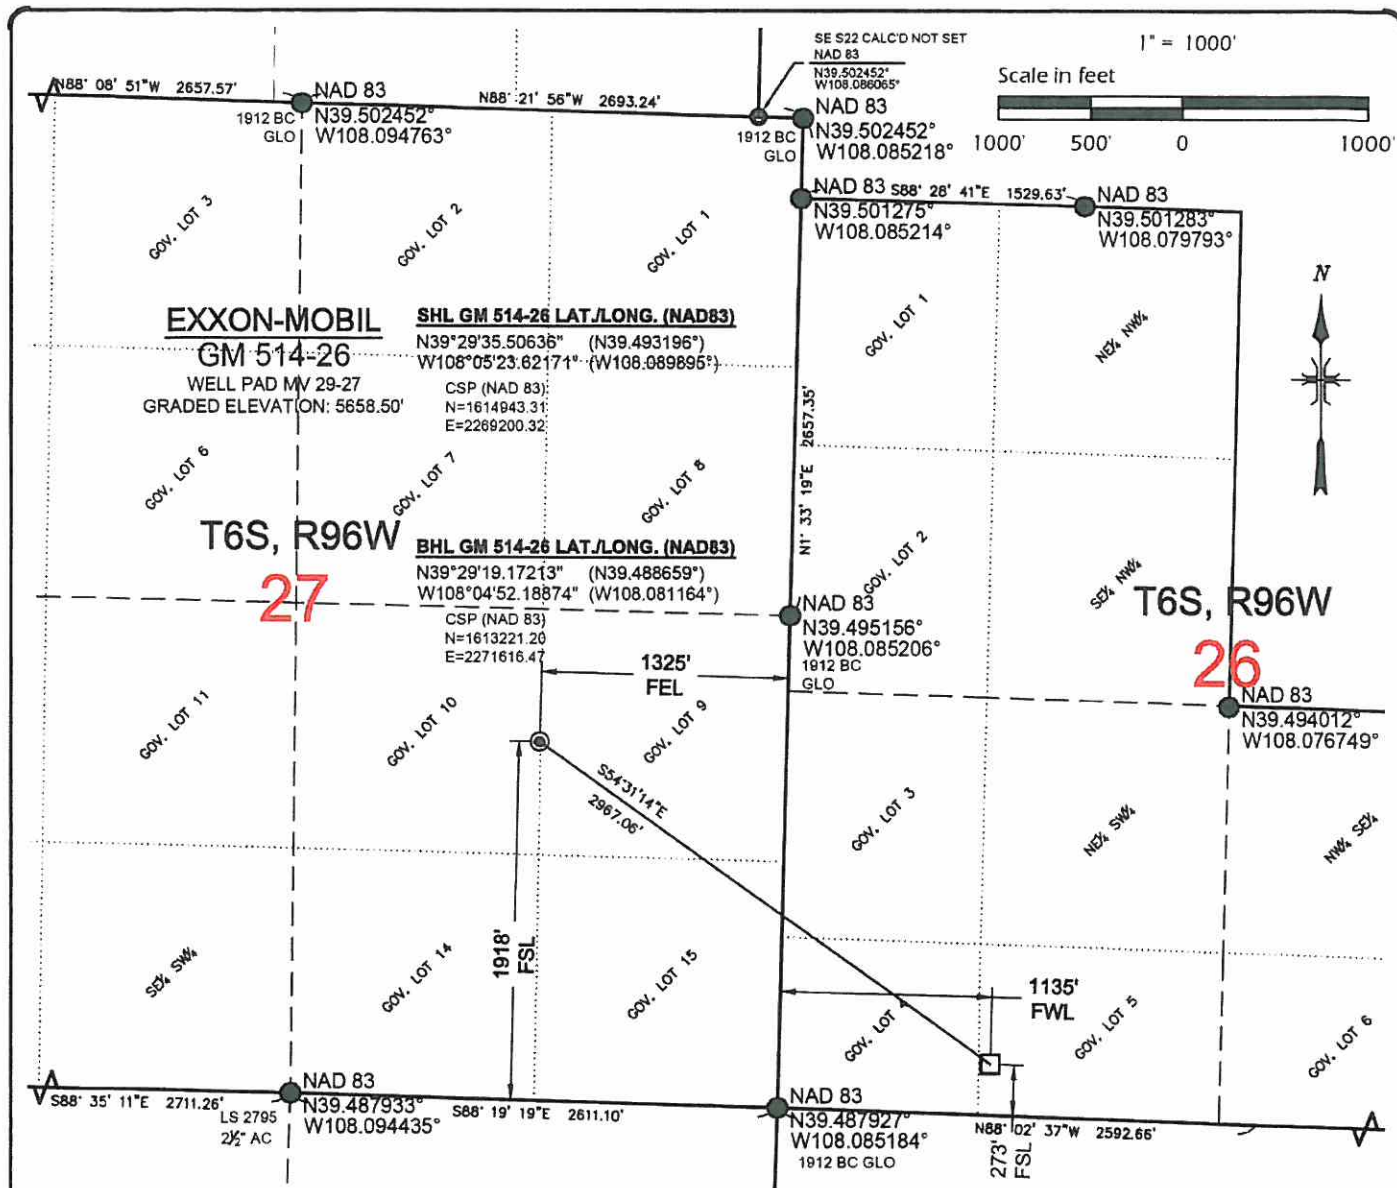 SE S22 CALC'D NOT SET
NAD 83
N39.502452°
W108.086065°
1" = 1000'
Scale in feet
1000' 500' 0 1000'
N88° 08' 51"W 2657.57'
NAD 83
N39.502452°
W108.094763°
1912 BC
GLO
N88° 21' 56"W 2693.24'
1912 BC
GLO
NAD 83
N39.502452°
W108.085218°
NAD 83
N39.501275°
W108.085214°
S88° 28' 41"E 1529.63'
NAD 83
N39.501283°
W108.079793°
GOV. LOT 3
GOV. LOT 2
GOV. LOT 1
GOV. LOT 1
NE¼ NW¼
N
EXXON-MOBIL
GM 514-26
WELL PAD MV 29-27
GRADED ELEVATION: 5658.50'
SHL GM 514-26 LAT./LONG. (NAD83)
N39°29'35.50636" (N39.493196°)
W108°05'23.62171" (W108.089895°)
CSP (NAD 83)
N=1614943.31
E=2269200.32
N1° 33' 19"E 2657.35'
GOV. LOT 6
GOV. LOT 7
GOV. LOT 8
GOV. LOT 2
SE¼ NW¼
T6S, R96W
27
BHL GM 514-26 LAT./LONG. (NAD83)
N39°29'19.17213" (N39.488659°)
W108°04'52.18874" (W108.081164°)
CSP (NAD 83)
N=1613221.20
E=2271616.47
NAD 83
N39.495156°
W108.085206°
1912 BC
GLO
T6S, R96W
26
NAD 83
N39.494012°
W108.076749°
1325'
FEL
GOV. LOT 11
GOV. LOT 10
GOV. LOT 9
GOV. LOT 3
NE¼ SW¼
NW¼ SE¼
S54°31'14"E
2967.06'
1918'
FSL
SE¼ SW¼
GOV. LOT 14
GOV. LOT 15
GOV. LOT
GOV. LOT 5
GOV. LOT 6
1135'
FWL
273'
FSL
S88° 35' 11"E 2711.26'
NAD 83
N39.487933°
W108.094435°
LS 2795
2½" AC
S88° 19' 19"E 2611.10'
NAD 83
N39.487927°
W108.085184°
1912 BC GLO
N88° 02' 37"W 2592.66'